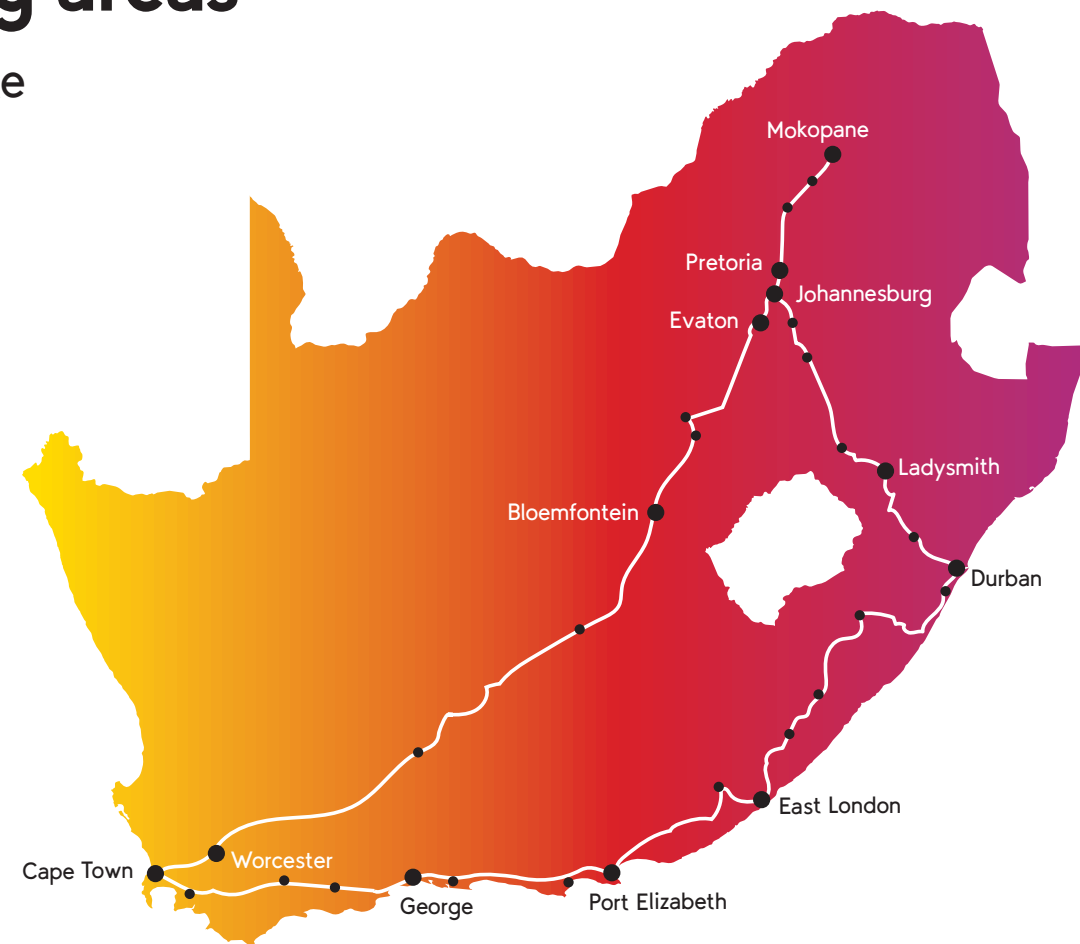 g areas
e
Mokopane
Pretoria
Johannesburg
Evaton
Ladysmith
Bloemfontein
Durban
East London
Worcester
Cape Town
George
Port Elizabeth